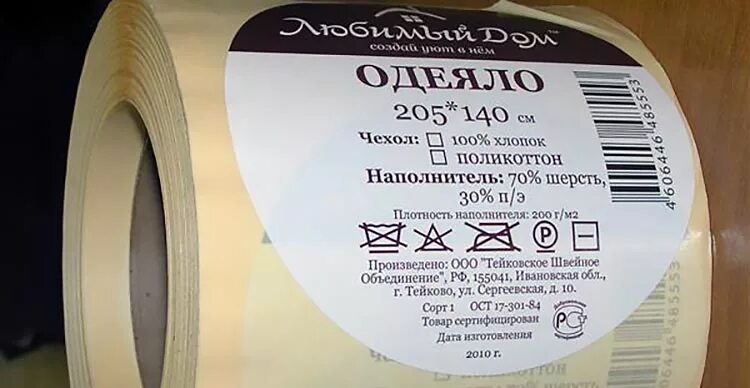 Любимый Дом™
создай уют в нём
ОДЕЯЛО
205*140 см
Чехол: 100% хлопок
поликоттон
Наполнитель: 70% шерсть,
30% п/э
Плотность наполнителя: 200 г/м2
P
Произведено: ООО "Тейковское Швейное
Объединение", РФ, 155041, Ивановская обл.,
г. Тейково, ул. Сергеевская, д. 10.
Сорт 1 ОСТ 17-301-84
Товар сертифицирован
Дата изготовления
2010 г.
4606446485553